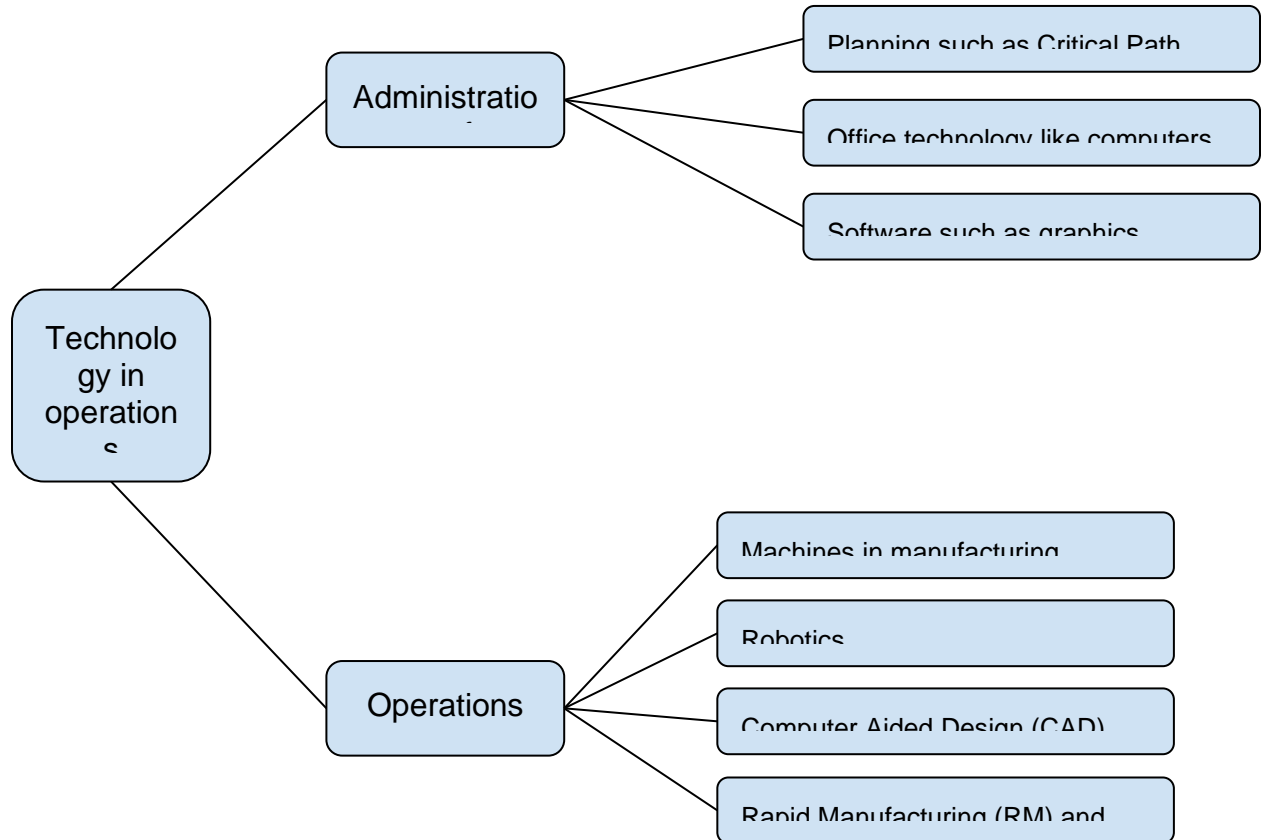 Planning such as Critical Path
Administratio
Office technology like computers
Software such as graphics
Technolo
gy in
operation
s
Machines in manufacturing
Robotics
Operations
Computer Aided Design (CAD)
Rapid Manufacturing (RM) and